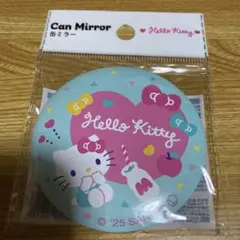 Can Mirror
缶ミラー
Hello Kitty
Hello Kitty
© '25 SAN